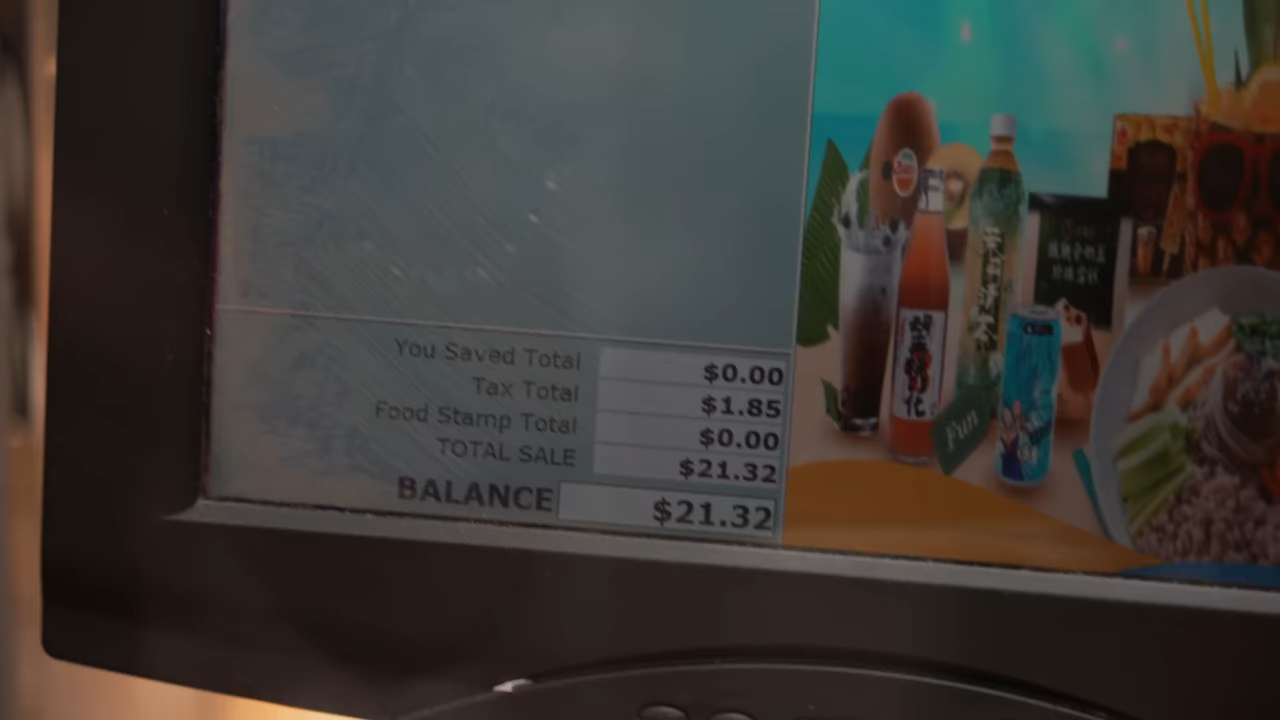 You Saved Total $0.00
Tax Total $1.85
Food Stamp Total $0.00
TOTAL SALE $21.32
BALANCE $21.32
Fun